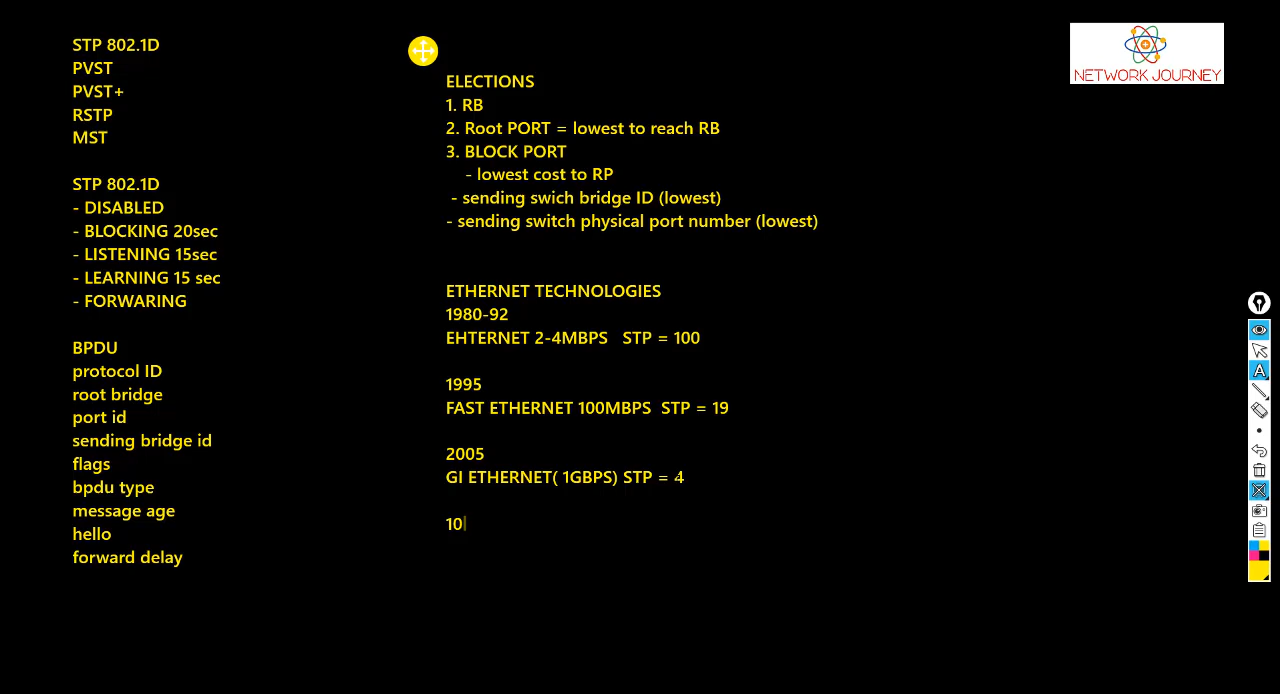 STP 802.1D
PVST
PVST+
RSTP
MST
STP 802.1D
- DISABLED
- BLOCKING 20sec
- LISTENING 15sec
- LEARNING 15 sec
- FORWARING
BPDU
protocol ID
root bridge
port id
sending bridge id
flags
bpdu type
message age
hello
forward delay
ELECTIONS
1. RB
2. Root PORT = lowest to reach RB
3. BLOCK PORT
- lowest cost to RP
- sending swich bridge ID (lowest)
- sending switch physical port number (lowest)
ETHERNET TECHNOLOGIES
1980-92
EHTERNET 2-4MBPS STP = 100
1995
FAST ETHERNET 100MBPS STP = 19
2005
GI ETHERNET( 1GBPS) STP = 4
10
NETWORK JOURNEY
A